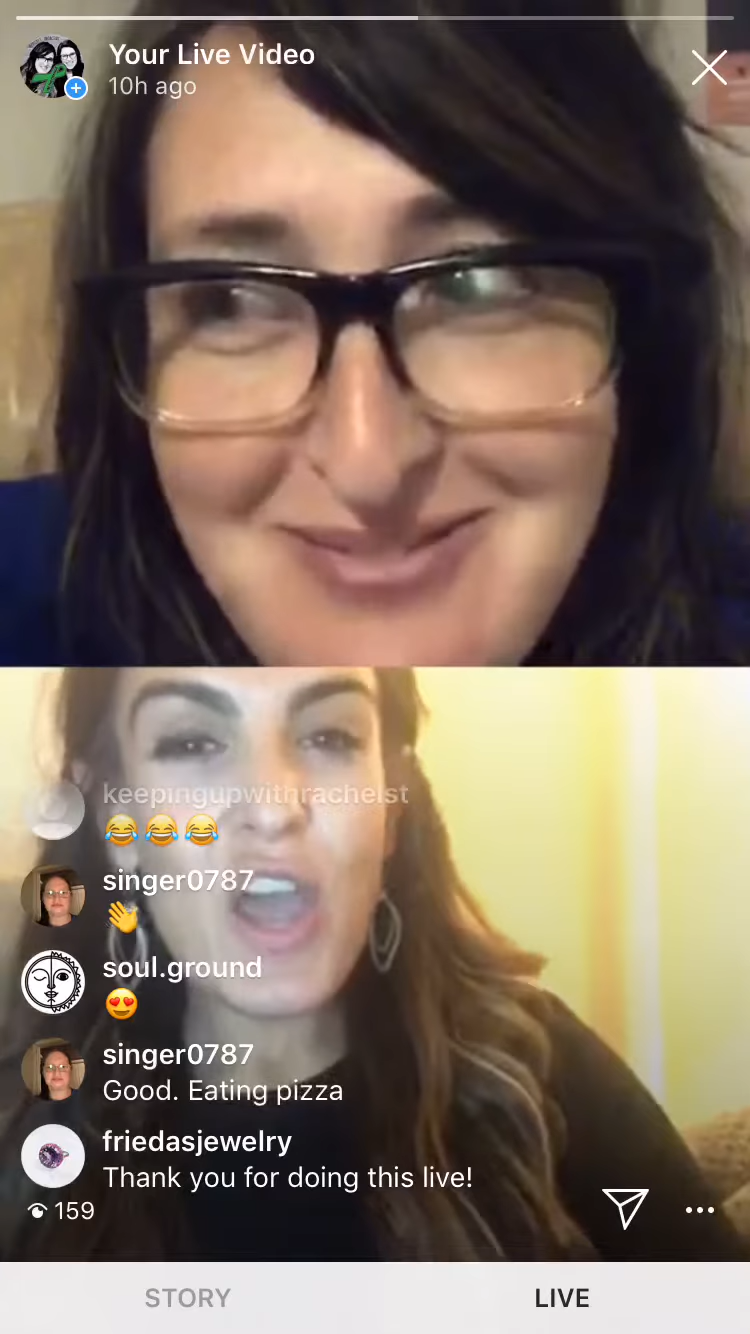 Your Live Video
10h ago
keepingupwithrachelst
😂 😂 😂
singer0787
👋
soul.ground
😍
singer0787
Good. Eating pizza
friedasjewelry
Thank you for doing this live!
159
STORY
LIVE